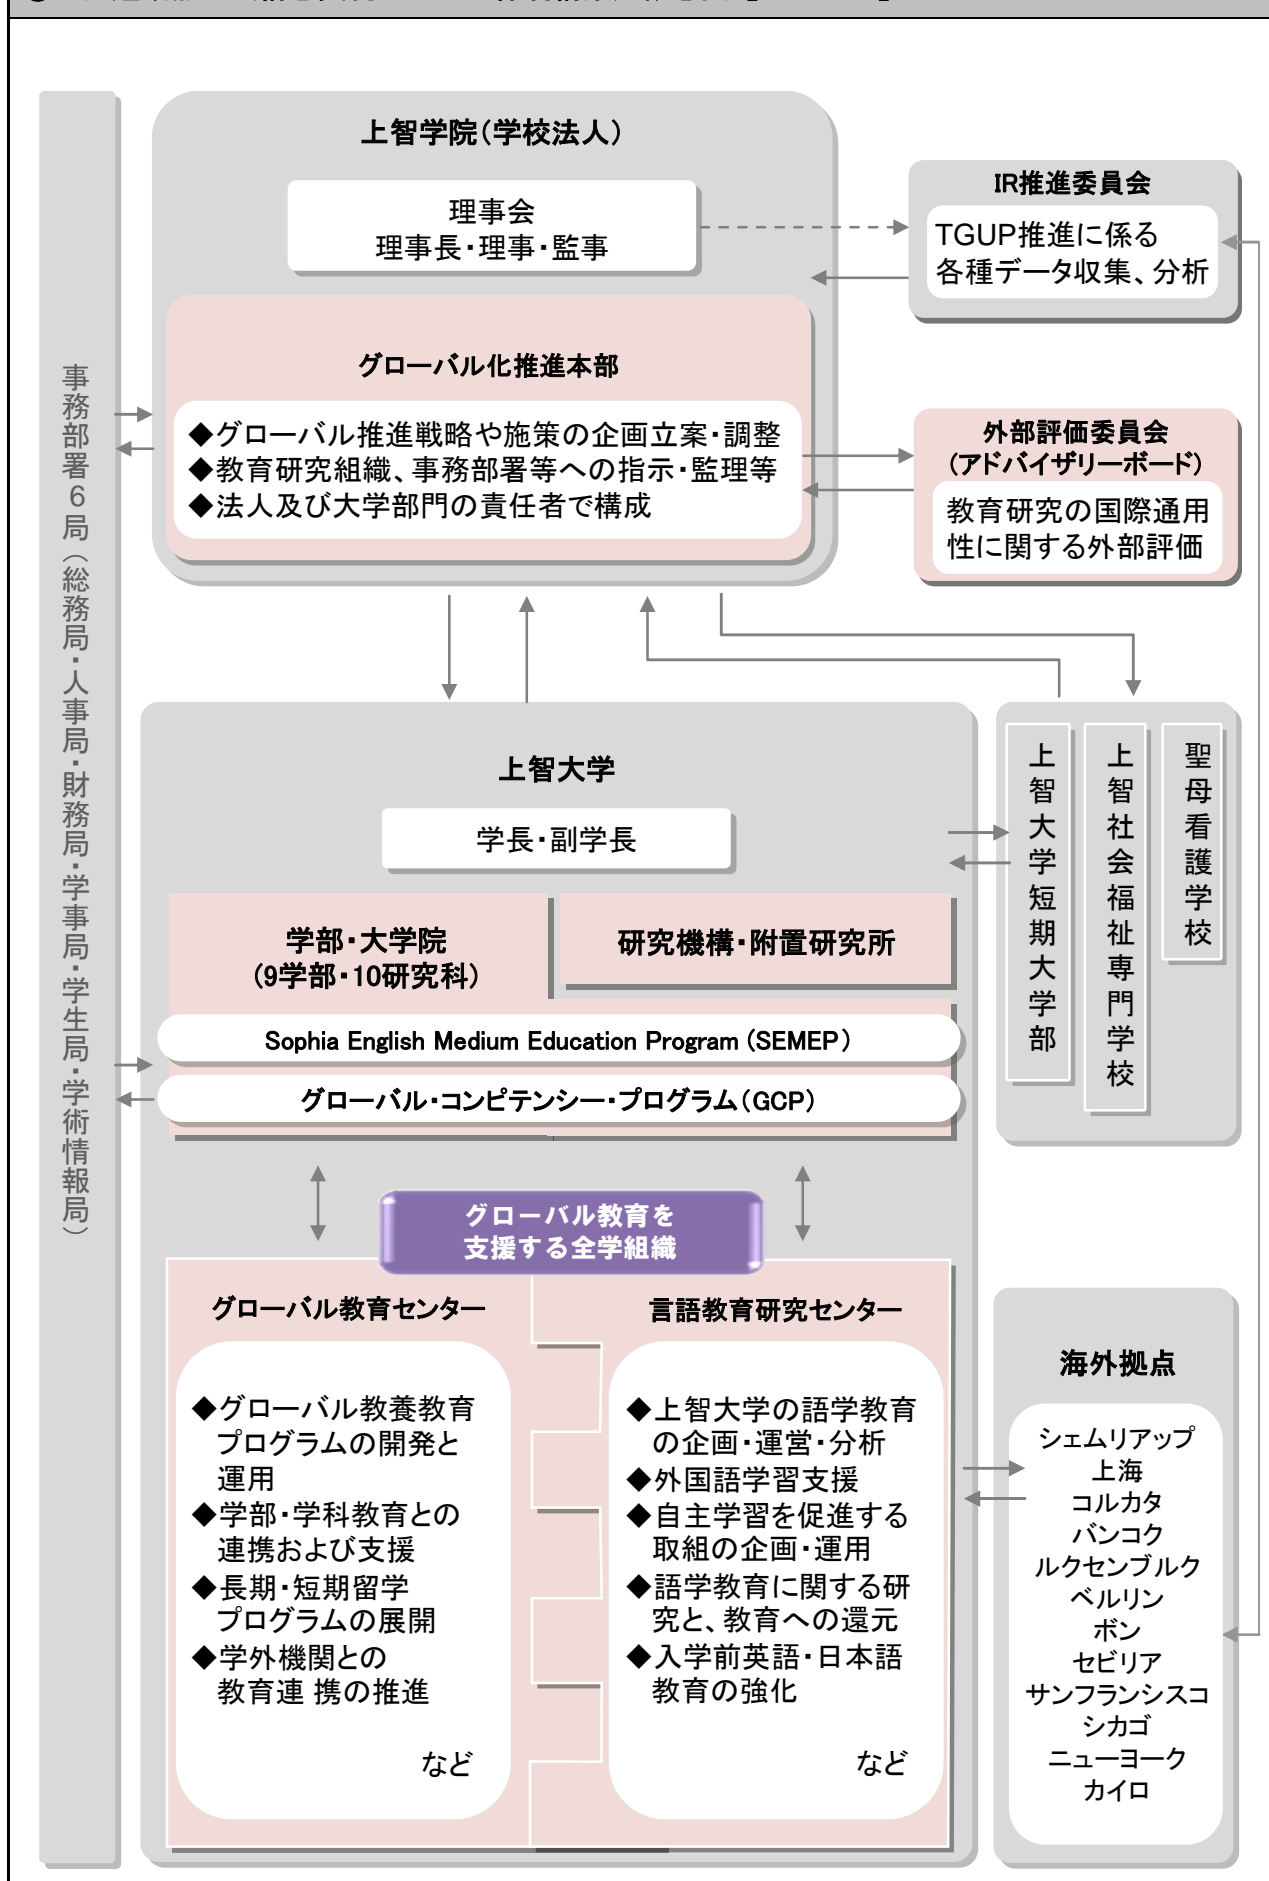 上智学院（学校法人）
理事会
理事長・理事・監事
IR推進委員会
TGUP推進に係る
各種データ収集、分析
グローバル化推進本部
◆グローバル推進戦略や施策の企画立案・調整
◆教育研究組織、事務部署等への指示・監理等
◆法人及び大学部門の責任者で構成
外部評価委員会
（アドバイザリーボード）
教育研究の国際通用
性に関する外部評価
事務部署６局（総務局・人事局・財務局・学事局・学生局・学術情報局）
上智大学
学長・副学長
学部・大学院
（9学部・10研究科）
研究機構・附置研究所
Sophia English Medium Education Program（SEMEP）
グローバル・コンピテンシー・プログラム（GCP）
上智大学短期大学部
上智社会福祉専門学校
聖母看護学校
グローバル教育を
支援する全学組織
グローバル教育センター
◆グローバル教養教育
プログラムの開発と
運用
◆学部・学科教育との
連携および支援
◆長期・短期留学
プログラムの展開
◆学外機関との
教育連 携の推進
など
言語教育研究センター
◆上智大学の語学教育
の企画・運営・分析
◆外国語学習支援
◆自主学習を促進する
取組の企画・運用
◆語学教育に関する研
究と、教育への還元
◆入学前英語・日本語
教育の強化
など
海外拠点
シェムリアップ
上海
コルカタ
バンコク
ルクセンブルク
ベルリン
ボン
セビリア
サンフランシスコ
シカゴ
ニューヨーク
カイロ